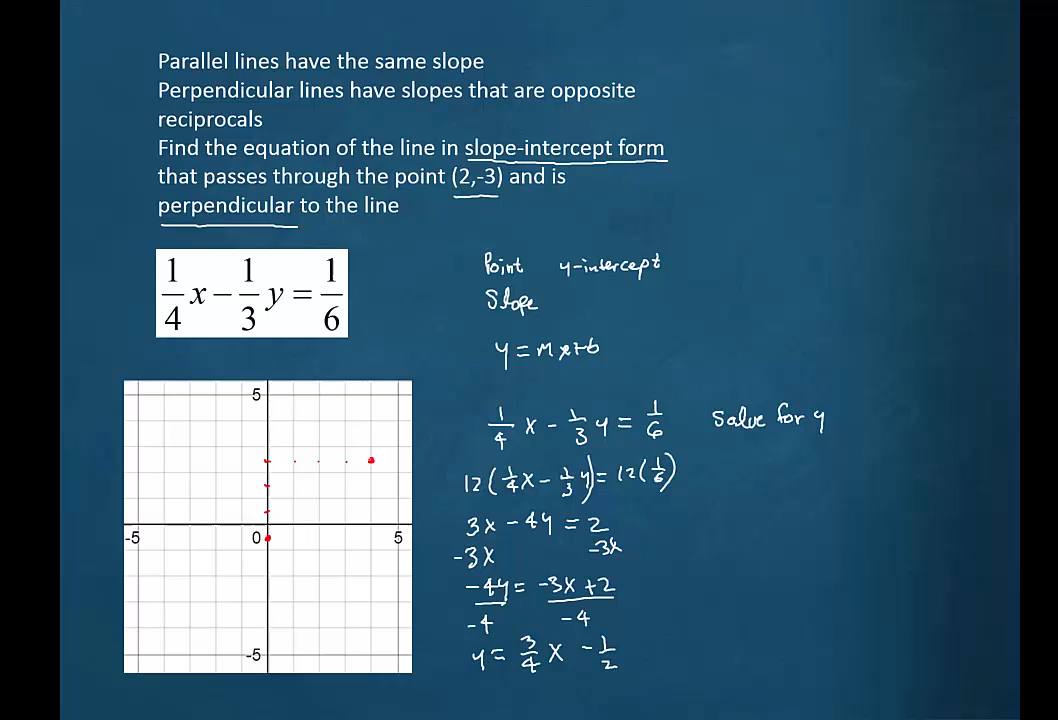 Parallel lines have the same slope
Perpendicular lines have slopes that are opposite
reciprocals
Find the equation of the line in slope-intercept form
that passes through the point (2,-3) and is
perpendicular to the line
1/4 x − 1/3 y = 1/6
Point y-intercept
Slope
y = mx+b
1/4 x − 1/3 y = 1/6 Solve for y
12(1/4 x − 1/3 y) = 12(1/6)
3x − 4y = 2
-3x -3x
-4y = -3x + 2
-4 -4
y = 3/4 x − 1/2
5
-5 0 5
-5